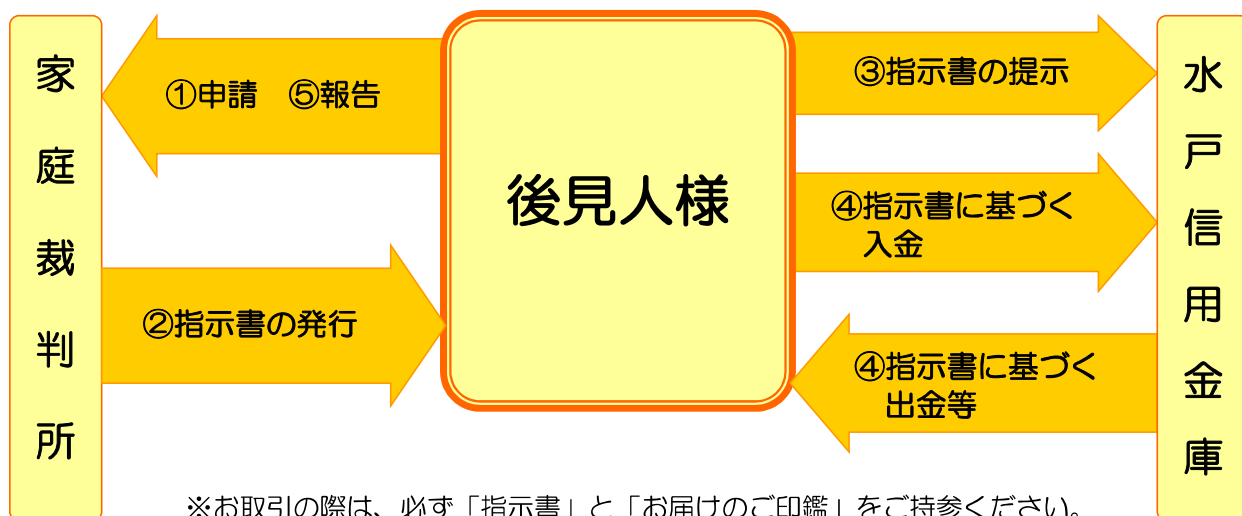 家庭裁判所
①申請　⑤報告
②指示書の発行
後見人様
③指示書の提示
④指示書に基づく
入金
④指示書に基づく
出金等
水戸信用金庫
※お取引の際は、必ず「指示書」と「お届けのご印鑑」をご持参ください。